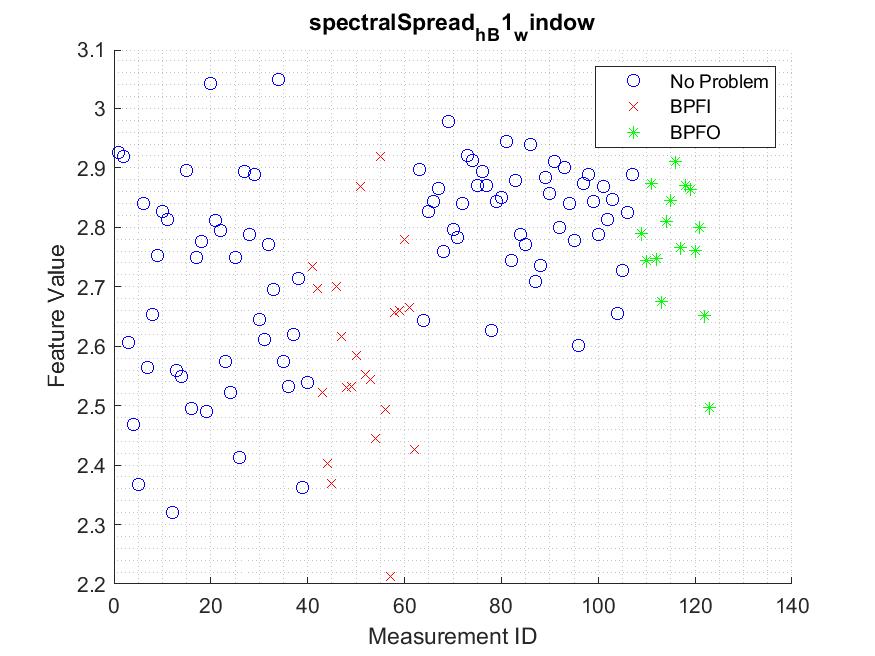 spectralSpread_hB1_window
No Problem
BPFI
BPFO
Feature Value
3.1
3
2.9
2.8
2.7
2.6
2.5
2.4
2.3
2.2
0 20 40 60 80 100 120 140
Measurement ID